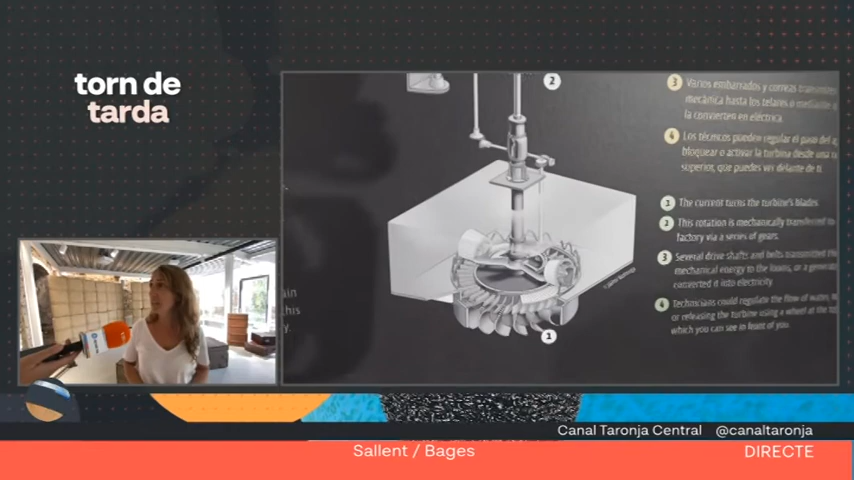 torn de
tarda
2
3 Varios embarrados y correas
mecánica hasta los telares o mediante
la convierten en eléctrica.
4 Los técnicos pueden regular el paso del
bloquear o activar la turbina desde una
superior, que puedes ver delante de ti.
1 The current turns the turbine's blades
2 This rotation is mechanically transferred to
factory via a series of gears.
3 Several drive shafts and belts transmitted the
mechanical energy to the looms, or a
converted it into electricity.
4 Technicians could regulate the flow of water,
or releasing the turbine using a wheel at the
which you can see in front of you.
1
Canal Taronja Central @canaltaronja
Sallent / Bages
DIRECTE